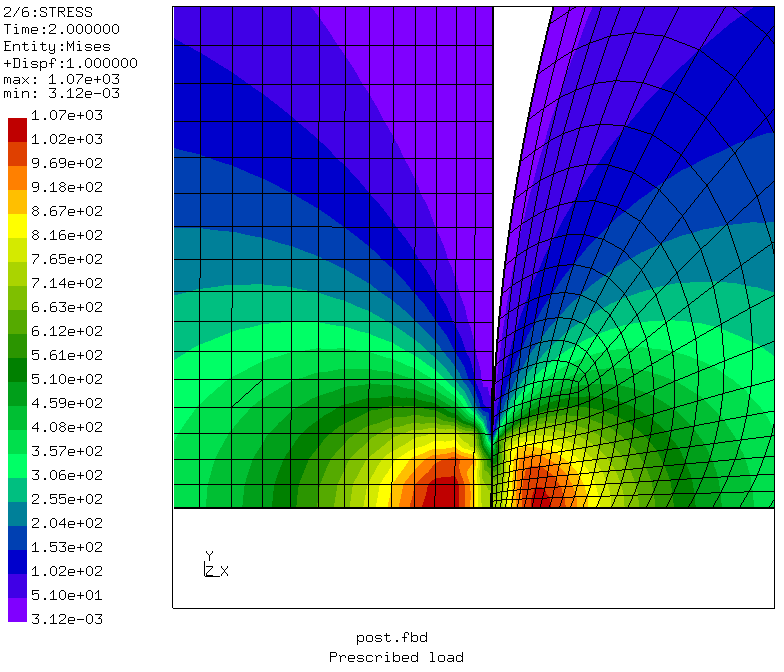 2/6:STRESS
Time:2.000000
Entity:Mises
+Dispf:1.000000
max: 1.07e+03
min: 3.12e-03
1.07e+03
1.02e+03
9.69e+02
9.18e+02
8.67e+02
8.16e+02
7.65e+02
7.14e+02
6.63e+02
6.12e+02
5.61e+02
5.10e+02
4.59e+02
4.08e+02
3.57e+02
3.06e+02
2.55e+02
2.04e+02
1.53e+02
1.02e+02
5.10e+01
3.12e-03
Y
Z X
post.fbd
Prescribed load